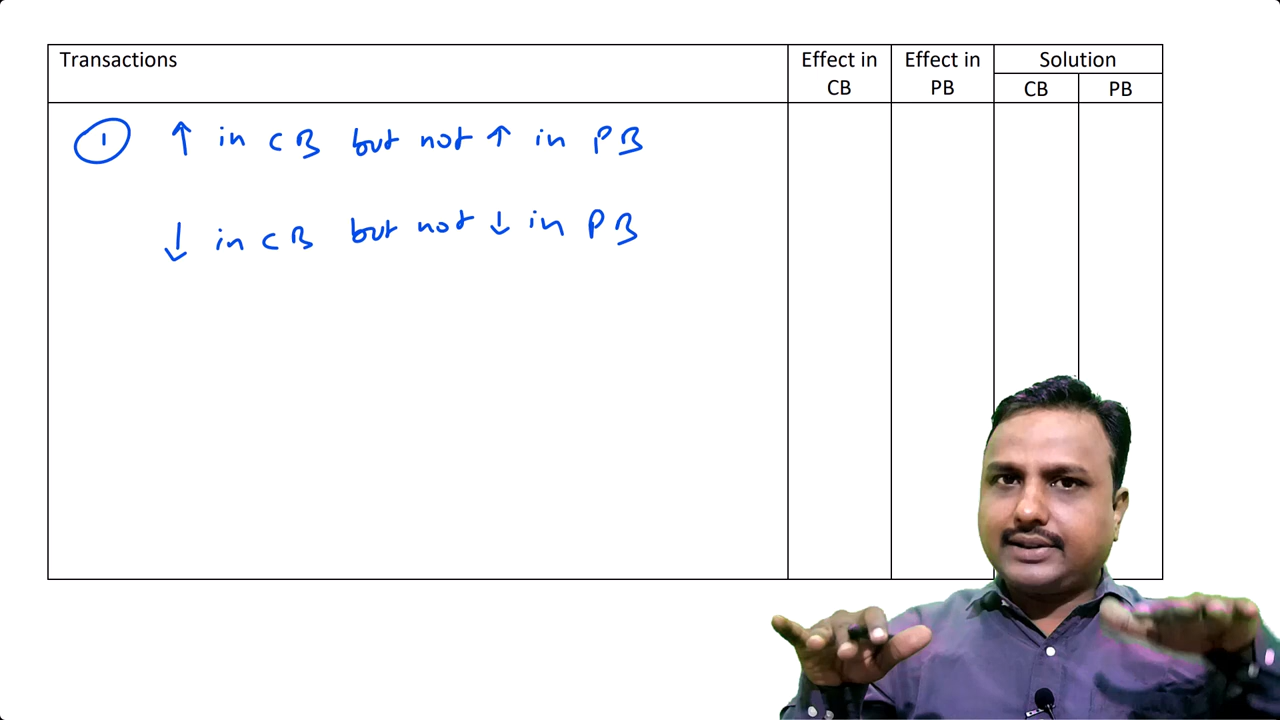 Transactions Effect in CB Effect in PB Solution
CB PB
① ↑ in CB but not ↑ in PB
↓ in CB but not ↓ in PB